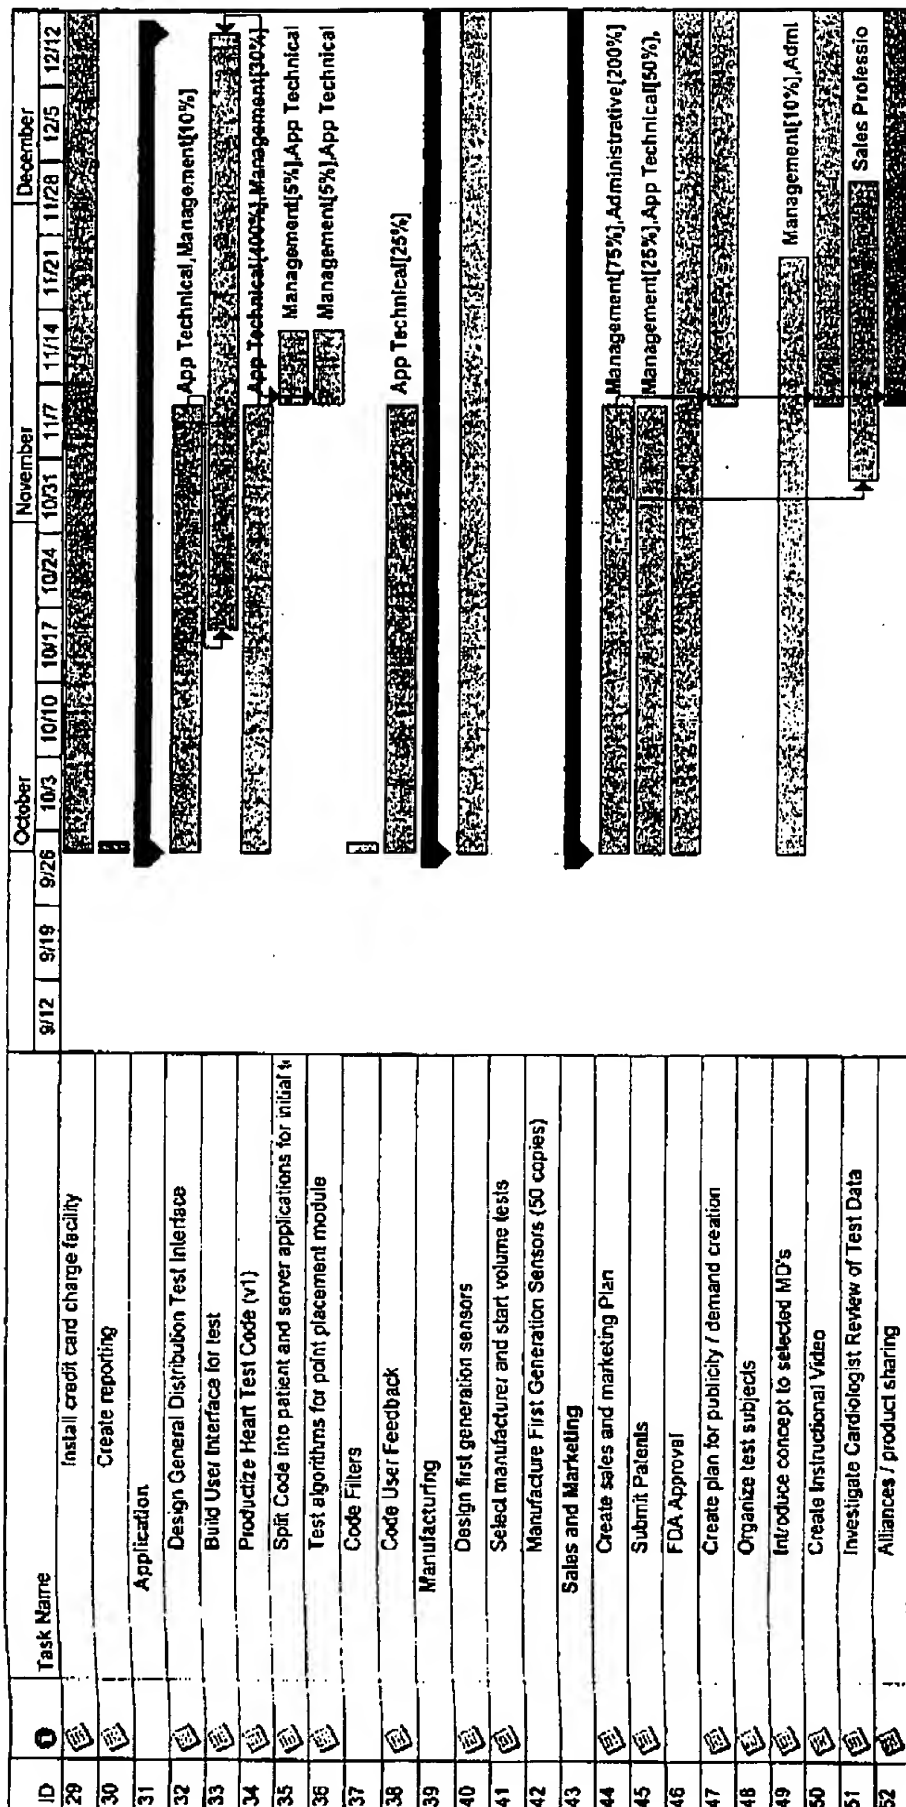 ID Task Name October November December
9/12 9/19 9/26 10/3 10/10 10/17 10/24 10/31 11/7 11/14 11/21 11/28 12/5 12/12
29 Install credit card charge facility
30 Create reporting
31 Application
32 Design General Distribution Test Interface App Technical,Management[10%]
33 Build User Interface for test
34 Productize Heart Test Code (v1) App Technical[400%],Management[30%]
35 Split Code into patient and server applications for initial Management[5%],App Technical
36 Test algorithms for point placement module Management[5%],App Technical
37 Code Filters
38 Code User Feedback App Technical[25%]
39 Manufacturing
40 Design first generation sensors
41 Select manufacturer and start volume tests
42 Manufacture First Generation Sensors (50 copies)
43 Sales and Marketing
44 Create sales and marketing Plan Management[75%],Administrative[200%]
45 Submit Patents Management[25%],App Technical[50%],
46 FDA Approval
47 Create plan for publicity / demand creation
48 Organize test subjects
49 Introduce concept to selected MD's Management[10%],Admi
50 Create Instructional Video
51 Investigate Cardiologist Review of Test Data Sales Professio
52 Alliances / product sharing